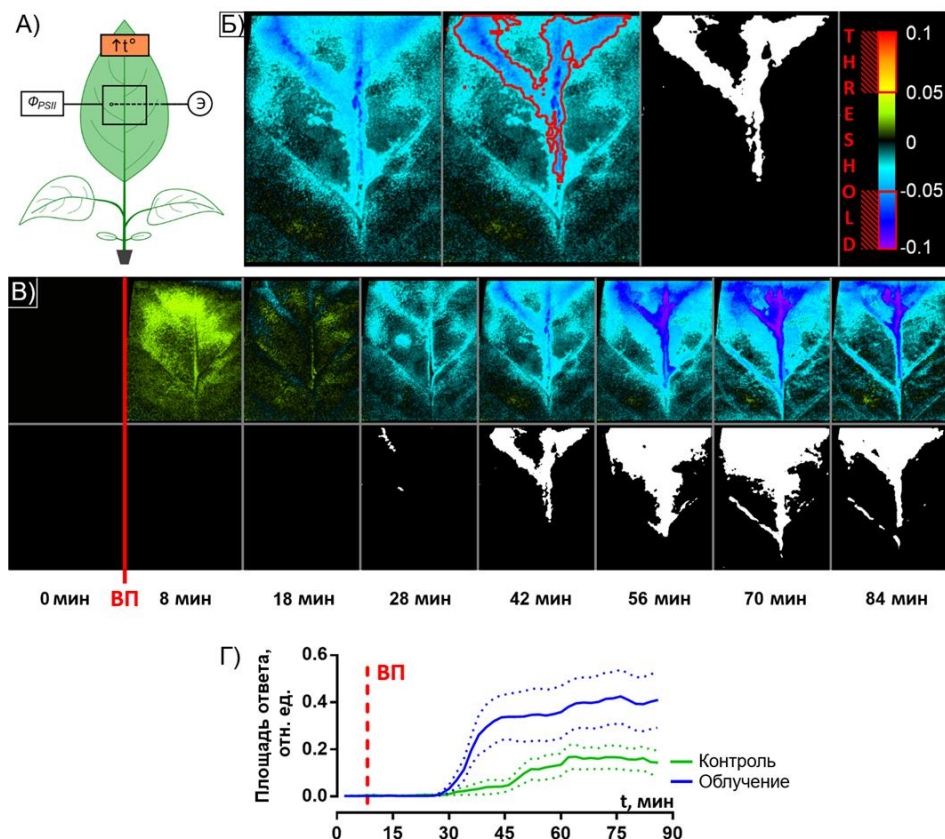 А)
↑t°
Φ_PSII
Э
Б)
THRESHOLD
0.1
0.05
0
-0.05
-0.1
В)
0 мин
ВП
8 мин
18 мин
28 мин
42 мин
56 мин
70 мин
84 мин
Г)
Площадь ответа,
отн. ед.
0.6
0.4
0.2
0.0
ВП
Контроль
Облучение
t, мин
0
15
30
45
60
75
90